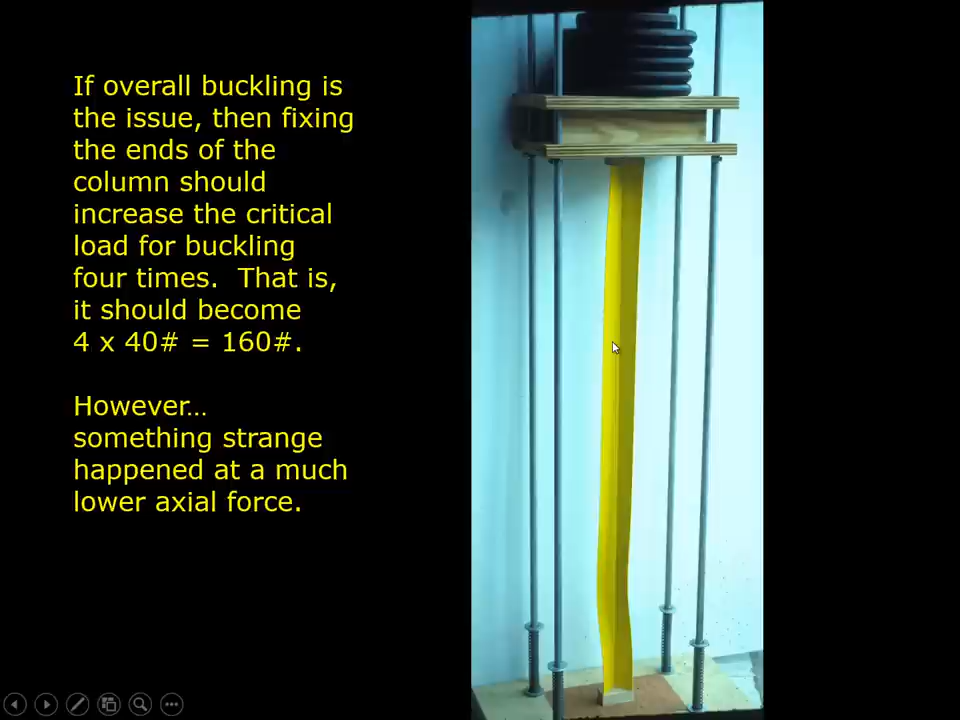 If overall buckling is
the issue, then fixing
the ends of the
column should
increase the critical
load for buckling
four times.  That is,
it should become
4 x 40# = 160#.
However…
something strange
happened at a much
lower axial force.